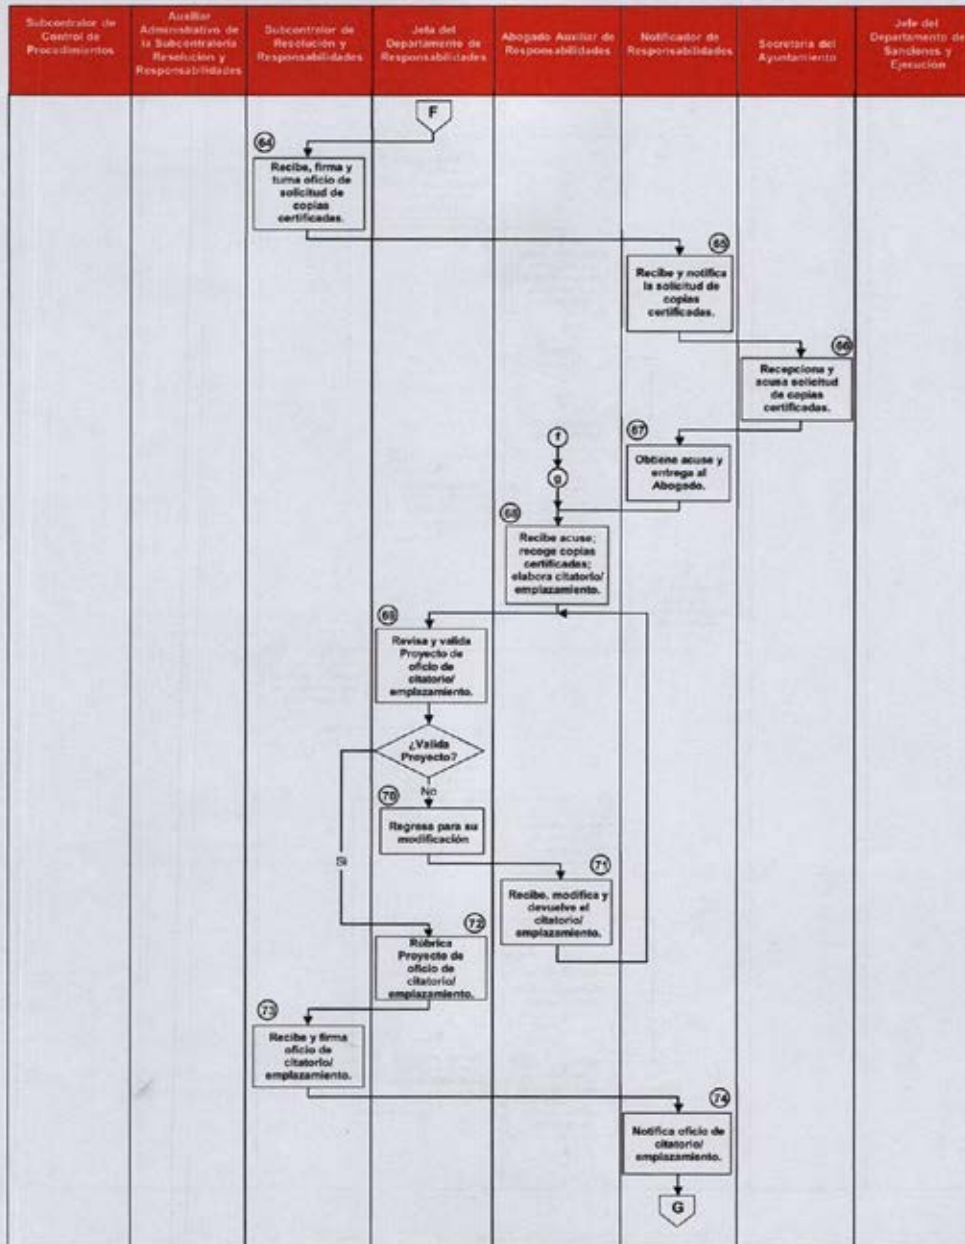 Subcontralor de
Control de
Procedimientos
Auxiliar
Administrativo de
la Subcontraloría
Resolución y
Responsabilidades
Subcontralor de
Resolución y
Responsabilidades
Jefa del
Departamento de
Responsabilidades
Abogado Auxiliar de
Responsabilidades
Notificador de
Responsabilidades
Secretaría del
Ayuntamiento
Jefe del
Departamento de
Sanciones y
Ejecución
F
64
Recibe, firma y
turna oficio de
solicitud de
copias
certificadas.
65
Recibe y notifica
la solicitud de
copias
certificadas.
66
Recepciona y
acusa solicitud
de copias
certificadas.
f
67
Obtiene acuse y
entrega al
Abogado.
g
68
Recibe acuse;
recoge copias
certificadas;
elabora citatorio/
emplazamiento.
69
Revisa y valida
Proyecto de
oficio de
citatorio/
emplazamiento.
¿Valida
Proyecto?
No
70
Regresa para su
modificación
SI
71
Recibe, modifica y
devuelve el
citatorio/
emplazamiento.
72
Rúbrica
Proyecto de
oficio de
citatorio/
emplazamiento.
73
Recibe y firma
oficio de
citatorio/
emplazamiento.
74
Notifica oficio de
citatorio/
emplazamiento.
G